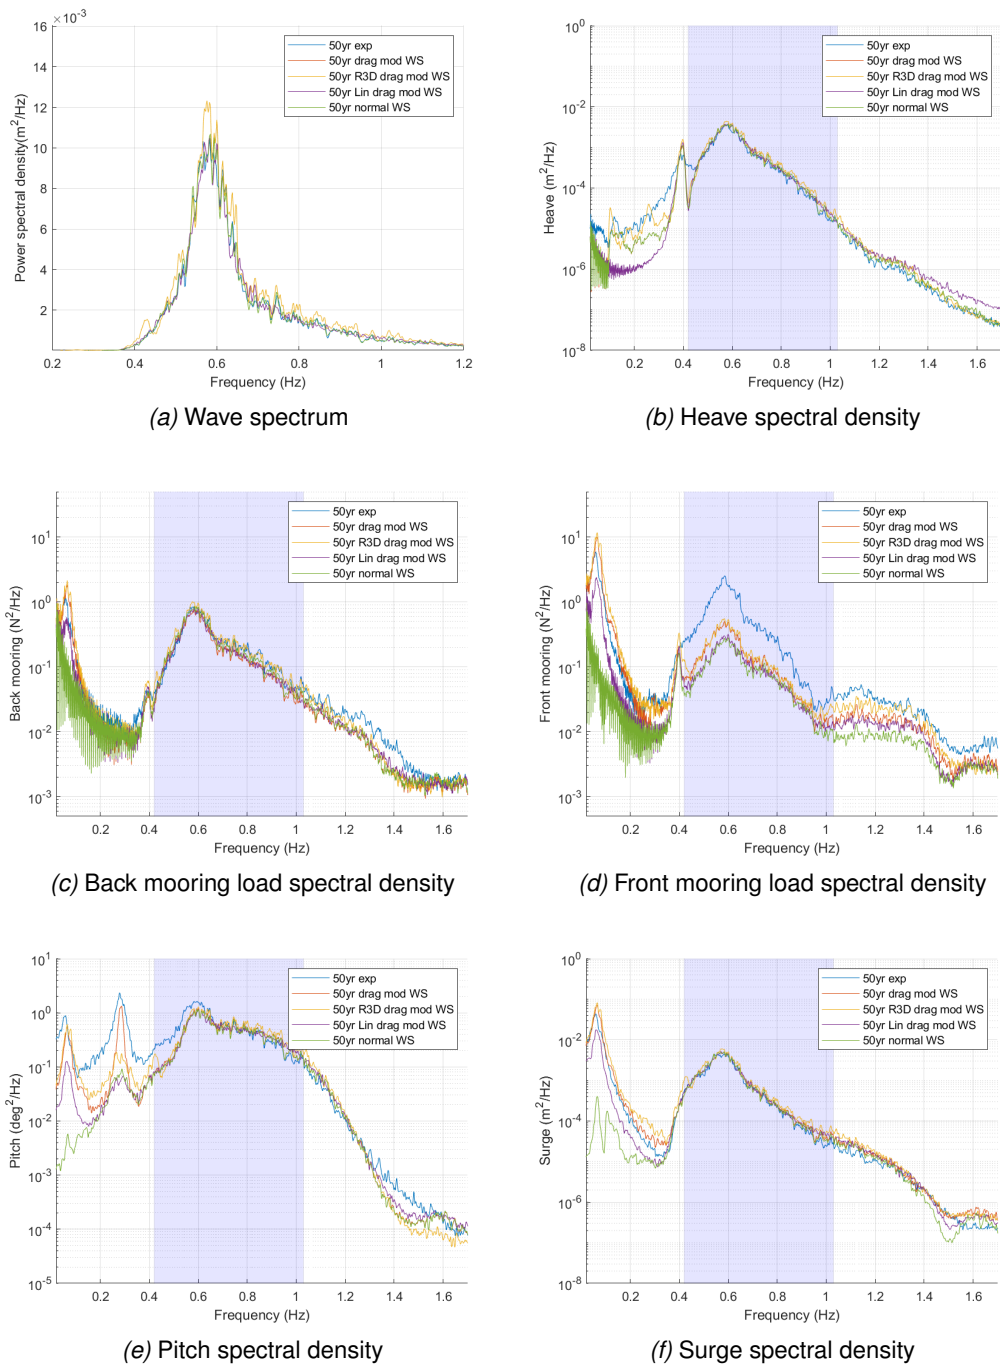 ×10-3
16
14
12
10
8
6
4
2
0.2 0.4 0.6 0.8 1 1.2
Power spectral density(m2/Hz)
Frequency (Hz)
50yr exp
50yr drag mod WS
50yr R3D drag mod WS
50yr Lin drag mod WS
50yr normal WS
(a) Wave spectrum
100
10-2
10-4
10-6
10-8
0.2 0.4 0.6 0.8 1 1.2 1.4 1.6
Heave (m2/Hz)
Frequency (Hz)
50yr exp
50yr drag mod WS
50yr R3D drag mod WS
50yr Lin drag mod WS
50yr normal WS
(b) Heave spectral density
101
100
10-1
10-2
10-3
0.2 0.4 0.6 0.8 1 1.2 1.4 1.6
Back mooring (N2/Hz)
Frequency (Hz)
50yr exp
50yr drag mod WS
50yr R3D drag mod WS
50yr Lin drag mod WS
50yr normal WS
(c) Back mooring load spectral density
101
100
10-1
10-2
10-3
0.2 0.4 0.6 0.8 1 1.2 1.4 1.6
Front mooring (N2/Hz)
Frequency (Hz)
50yr exp
50yr drag mod WS
50yr R3D drag mod WS
50yr Lin drag mod WS
50yr normal WS
(d) Front mooring load spectral density
101
100
10-1
10-2
10-3
10-4
10-5
0.2 0.4 0.6 0.8 1 1.2 1.4 1.6
Pitch (deg2/Hz)
Frequency (Hz)
50yr exp
50yr drag mod WS
50yr R3D drag mod WS
50yr Lin drag mod WS
50yr normal WS
(e) Pitch spectral density
100
10-2
10-4
10-6
10-8
0.2 0.4 0.6 0.8 1 1.2 1.4 1.6
Surge (m2/Hz)
Frequency (Hz)
50yr exp
50yr drag mod WS
50yr R3D drag mod WS
50yr Lin drag mod WS
50yr normal WS
(f) Surge spectral density